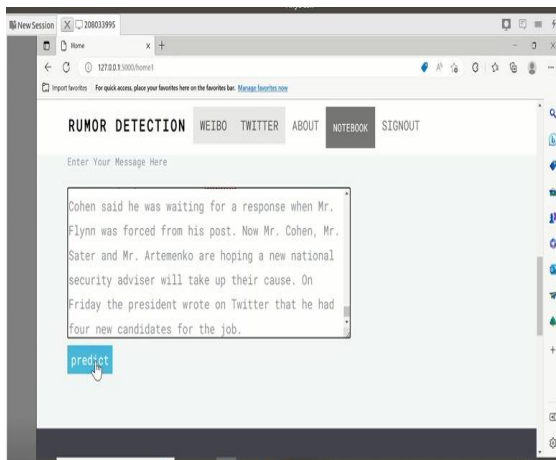 New Session X 208033995
Home x +
127.0.0.1:5000/home1
Import favorites For quick access, place your favorites here on the favorites bar. Manage favorites now
RUMOR DETECTION WEIBO TWITTER ABOUT NOTEBOOK SIGNOUT
Enter Your Message Here
Cohen said he was waiting for a response when Mr.
Flynn was forced from his post. Now Mr. Cohen, Mr.
Sater and Mr. Artemenko are hoping a new national
security adviser will take up their cause. On
Friday the president wrote on Twitter that he had
four new candidates for the job.
predict